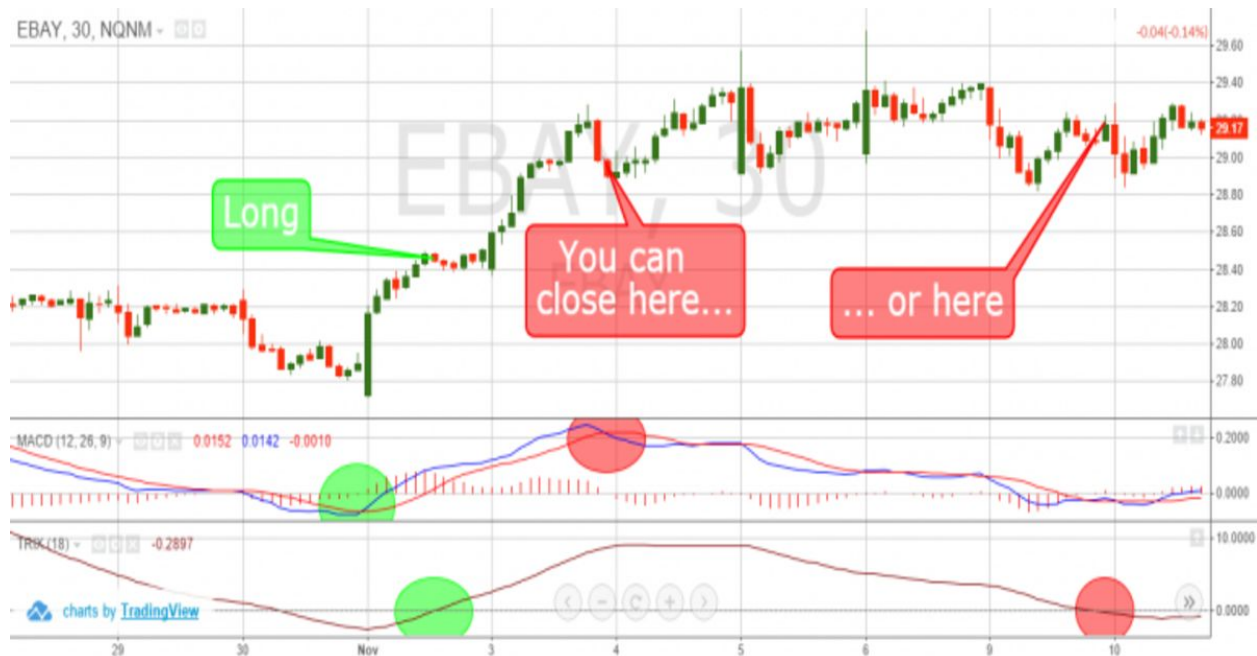 EBAY, 30, NQNM
-0.04(-0.14%)
29.60
29.40
29.17
29.00
28.80
28.60
28.40
28.20
28.00
27.80
EBAY, 30
EBAY
Long
You can
close here...
... or here
MACD (12, 26, 9) 0.0152 0.0142 -0.0010
0.2000
0.0000
TRIX (18) -0.2897
10.0000
0.0000
charts by TradingView
29 30 Nov 3 4 5 6 9 10